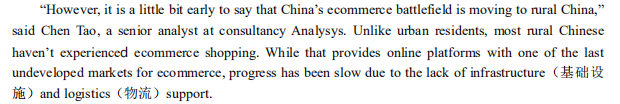 “However, it is a little bit early to say that China’s ecommerce battlefield is moving to rural China,”
said Chen Tao, a senior analyst at consultancy Analysys. Unlike urban residents, most rural Chinese
haven’t experienced ecommerce shopping. While that provides online platforms with one of the last
undeveloped markets for ecommerce, progress has been slow due to the lack of infrastructure（基础设
施）and logistics（物流）support.